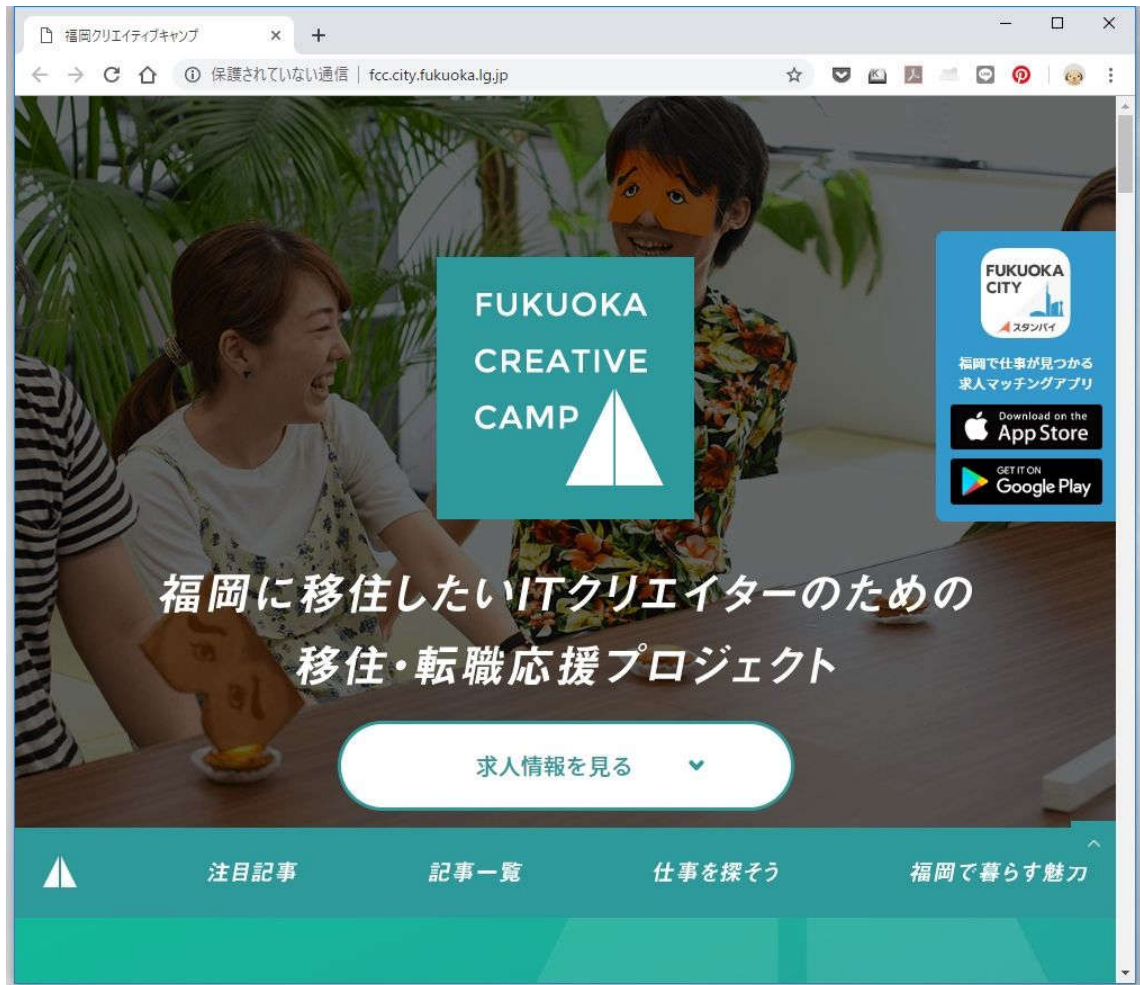 福岡クリエイティブキャンプ
保護されていない通信 | fcc.city.fukuoka.lg.jp
FUKUOKA
CREATIVE
CAMP
FUKUOKA
CITY
スタンバイ
福岡で仕事が見つかる
求人マッチングアプリ
Download on the
App Store
GET IT ON
Google Play
福岡に移住したいITクリエイターのための
移住・転職応援プロジェクト
求人情報を見る
注目記事 記事一覧 仕事を探そう 福岡で暮らす魅力